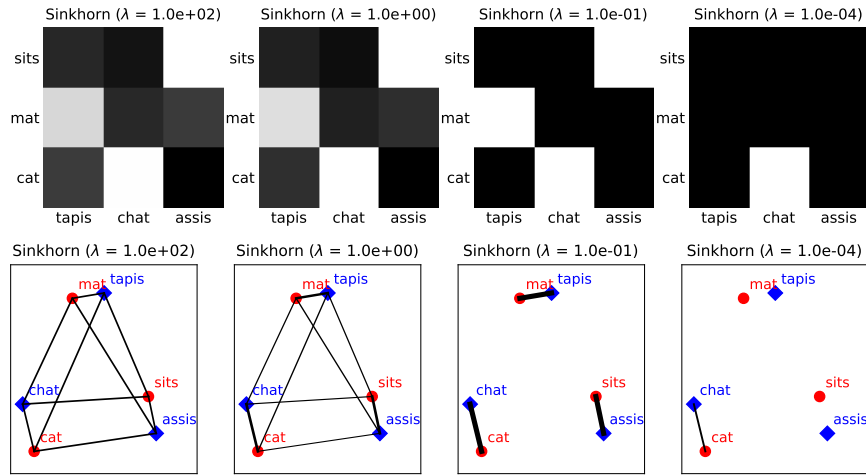 Sinkhorn (λ = 1.0e+02) Sinkhorn (λ = 1.0e+00) Sinkhorn (λ = 1.0e-01) Sinkhorn (λ = 1.0e-04)
sits sits sits sits
mat mat mat mat
cat cat cat cat
tapis chat assis tapis chat assis tapis chat assis tapis chat assis
Sinkhorn (λ = 1.0e+02) Sinkhorn (λ = 1.0e+00) Sinkhorn (λ = 1.0e-01) Sinkhorn (λ = 1.0e-04)
mat tapis mat tapis mat tapis mat tapis
chat sits chat sits chat sits chat sits
cat assis cat assis cat assis cat assis